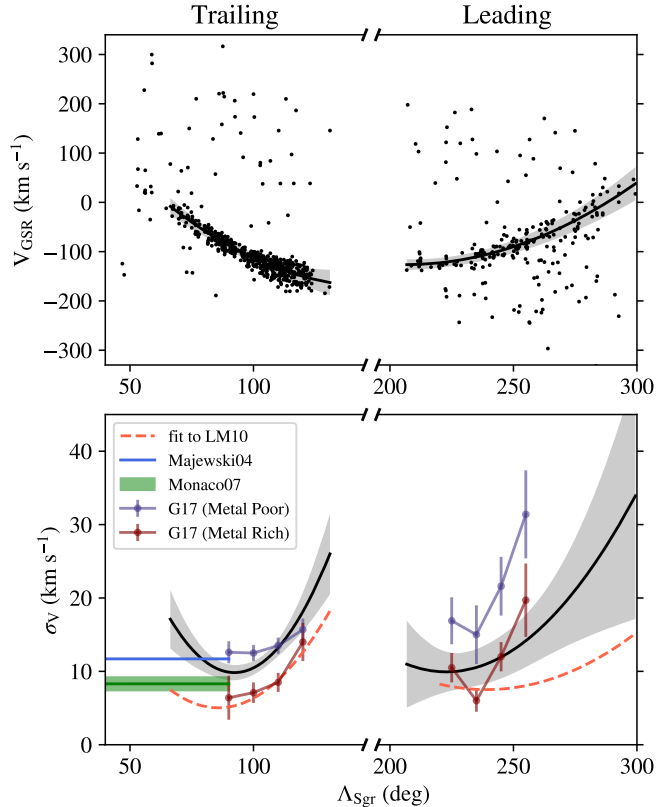 Trailing
Leading
300
200
100
0
−100
−200
−300
V_GSR (km s⁻¹)
50
100
200
250
300
fit to LM10
Majewski04
Monaco07
G17 (Metal Poor)
G17 (Metal Rich)
40
30
20
10
0
σ_V (km s⁻¹)
50
100
200
250
300
Λ_Sgr (deg)